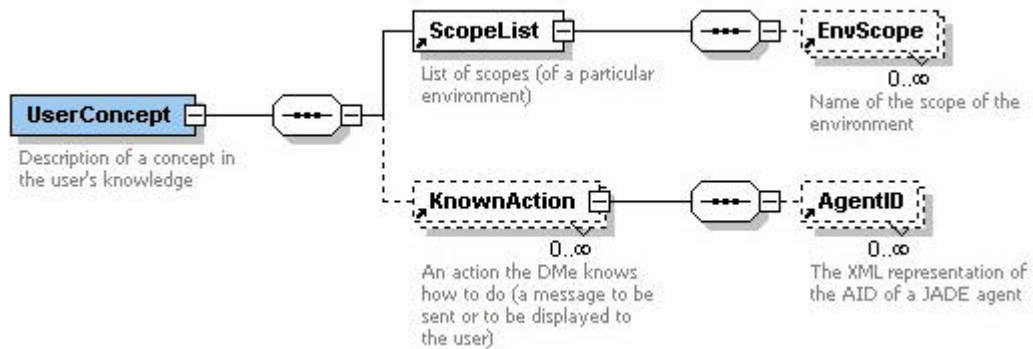 ScopeList
EnvScope
List of scopes (of a particular
environment)
0..∞
Name of the scope of the
environment
UserConcept
Description of a concept in
the user's knowledge
KnownAction
AgentID
0..∞
0..∞
An action the DMe knows
how to do (a message to be
sent or to be displayed to
the user)
The XML representation of
the AID of a JADE agent